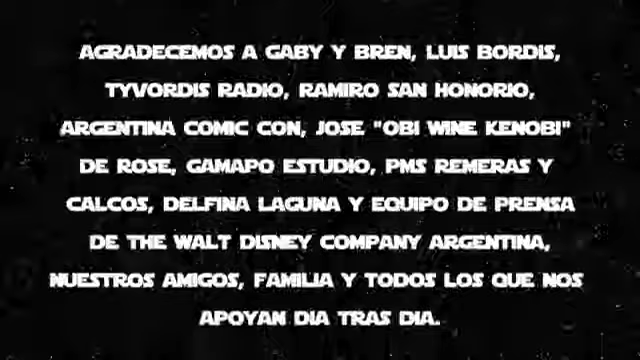 AGRADECEMOS A GABY Y BREN, LUIS BORDIS,
TYVORDIS RADIO, RAMIRO SAN HONORIO,
ARGENTINA COMIC CON, JOSE "OBI WINE KENOBI"
DE ROSE, GAMAPO ESTUDIO, PMS REMERAS Y
CALCOS, DELFINA LAGUNA Y EQUIPO DE PRENSA
DE THE WALT DISNEY COMPANY ARGENTINA,
NUESTROS AMIGOS, FAMILIA Y TODOS LOS QUE NOS
APOYAN DIA TRAS DIA.